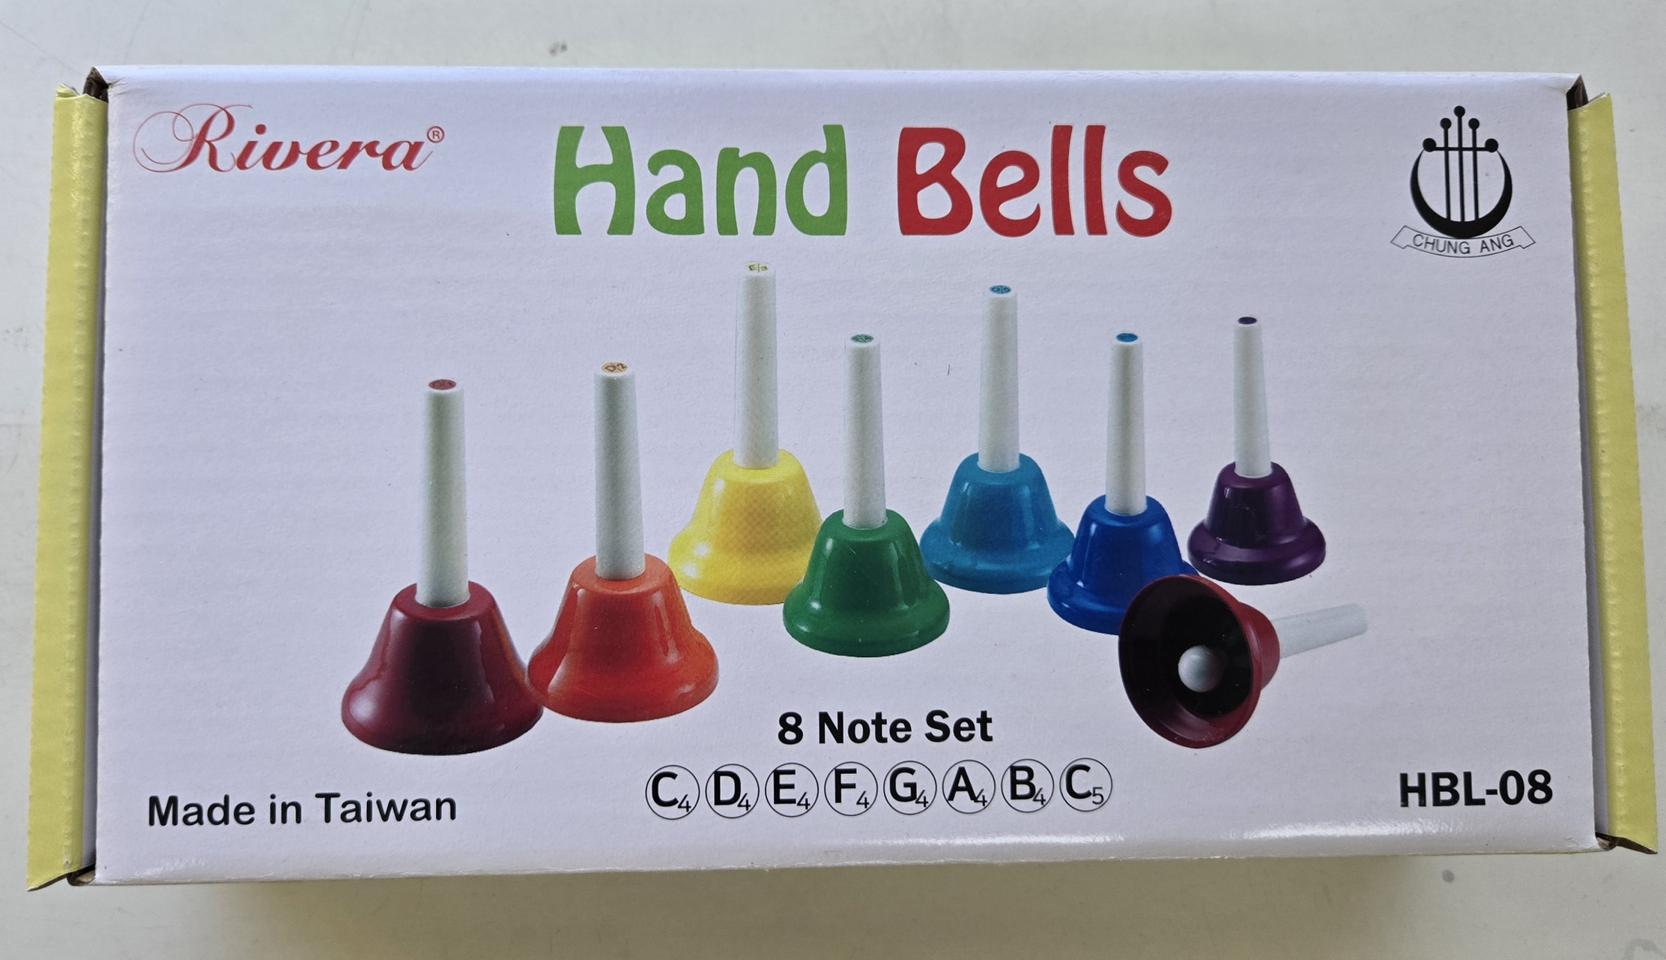 Rivera®
Hand Bells
CHUNG ANG
8 Note Set
C4 D4 E4 F4 G4 A4 B4 C5
Made in Taiwan
HBL-08